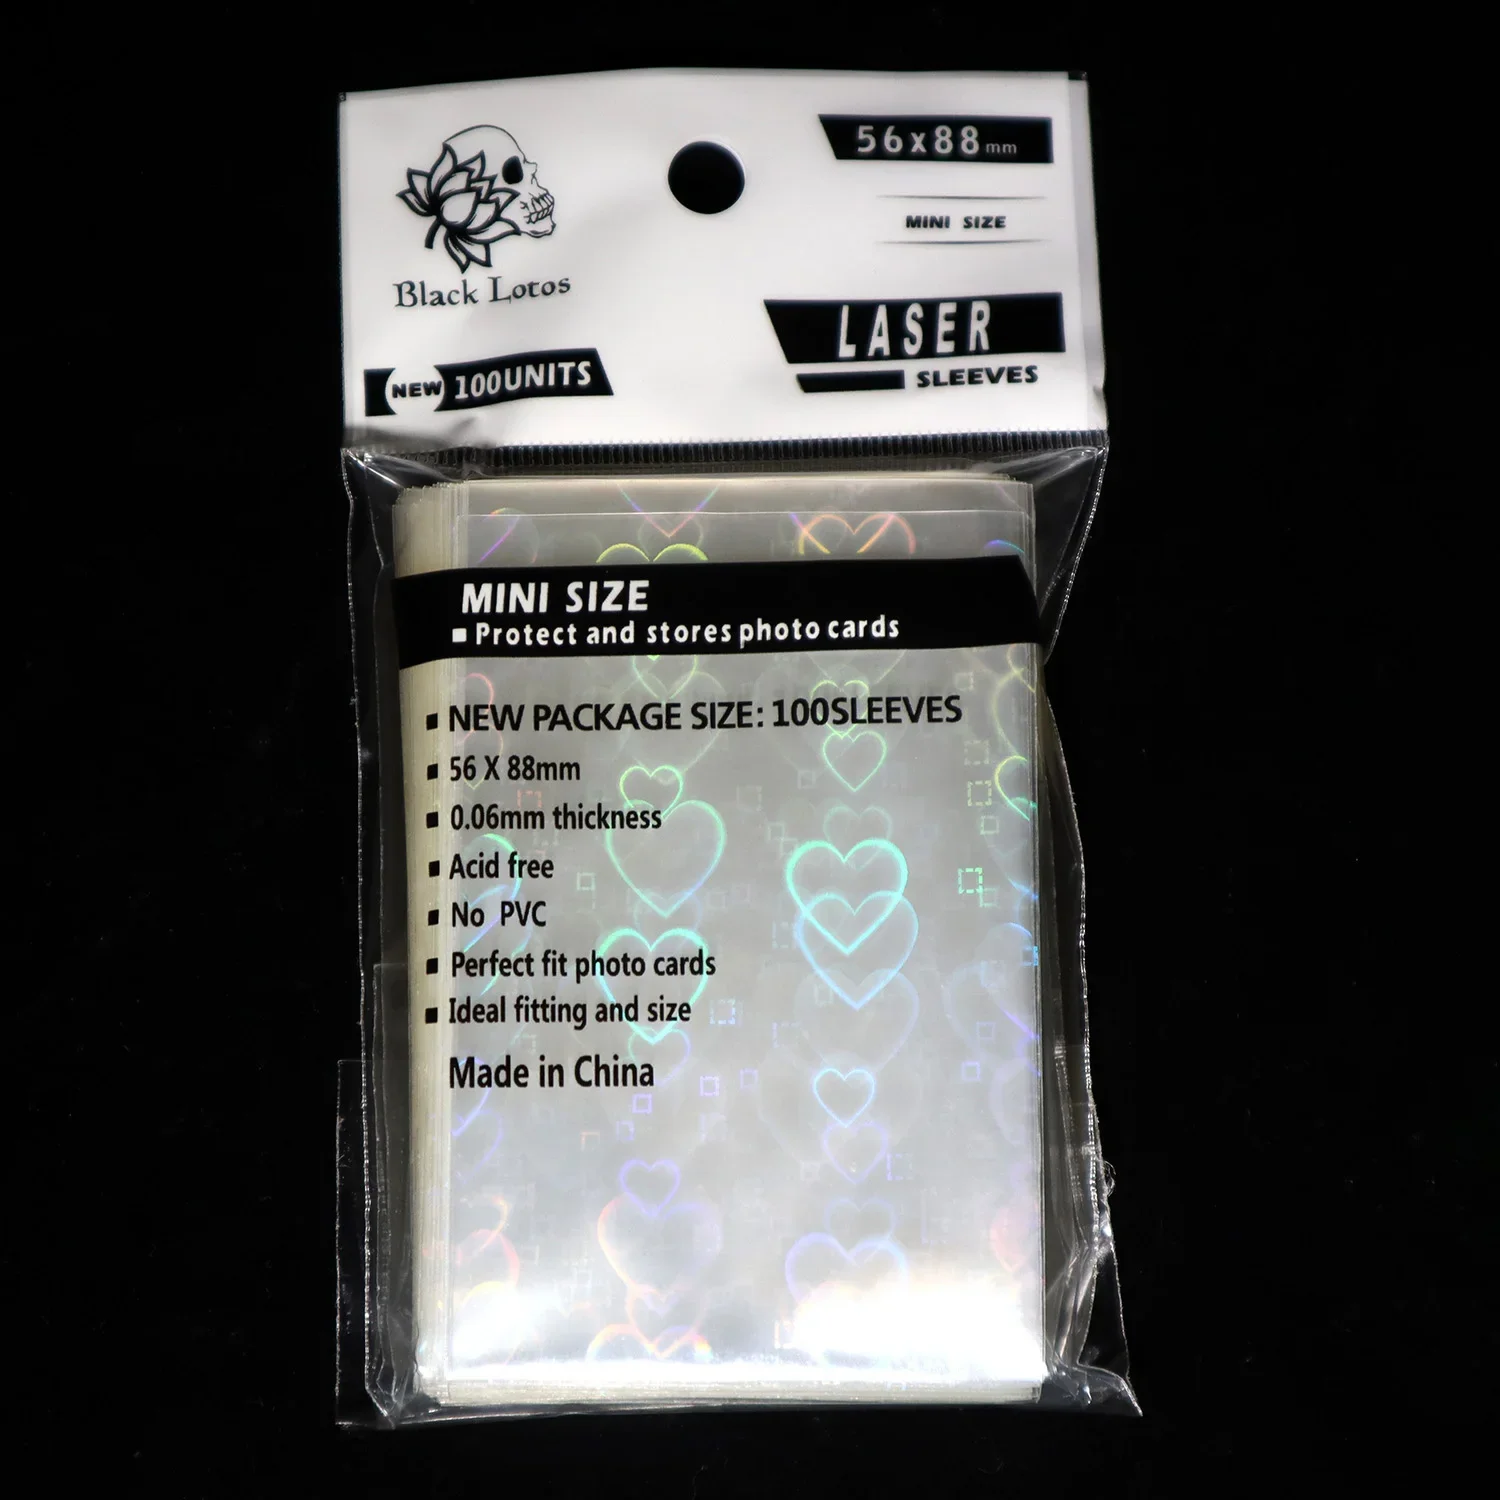 Black Lotos
NEW 100UNITS
56x88mm
MINI SIZE
LASER
SLEEVES
MINI SIZE
▪ Protect and stores photo cards
▪ NEW PACKAGE SIZE: 100SLEEVES
▪ 56 X 88mm
▪ 0.06mm thickness
▪ Acid free
▪ No PVC
▪ Perfect fit photo cards
▪ Ideal fitting and size
Made in China